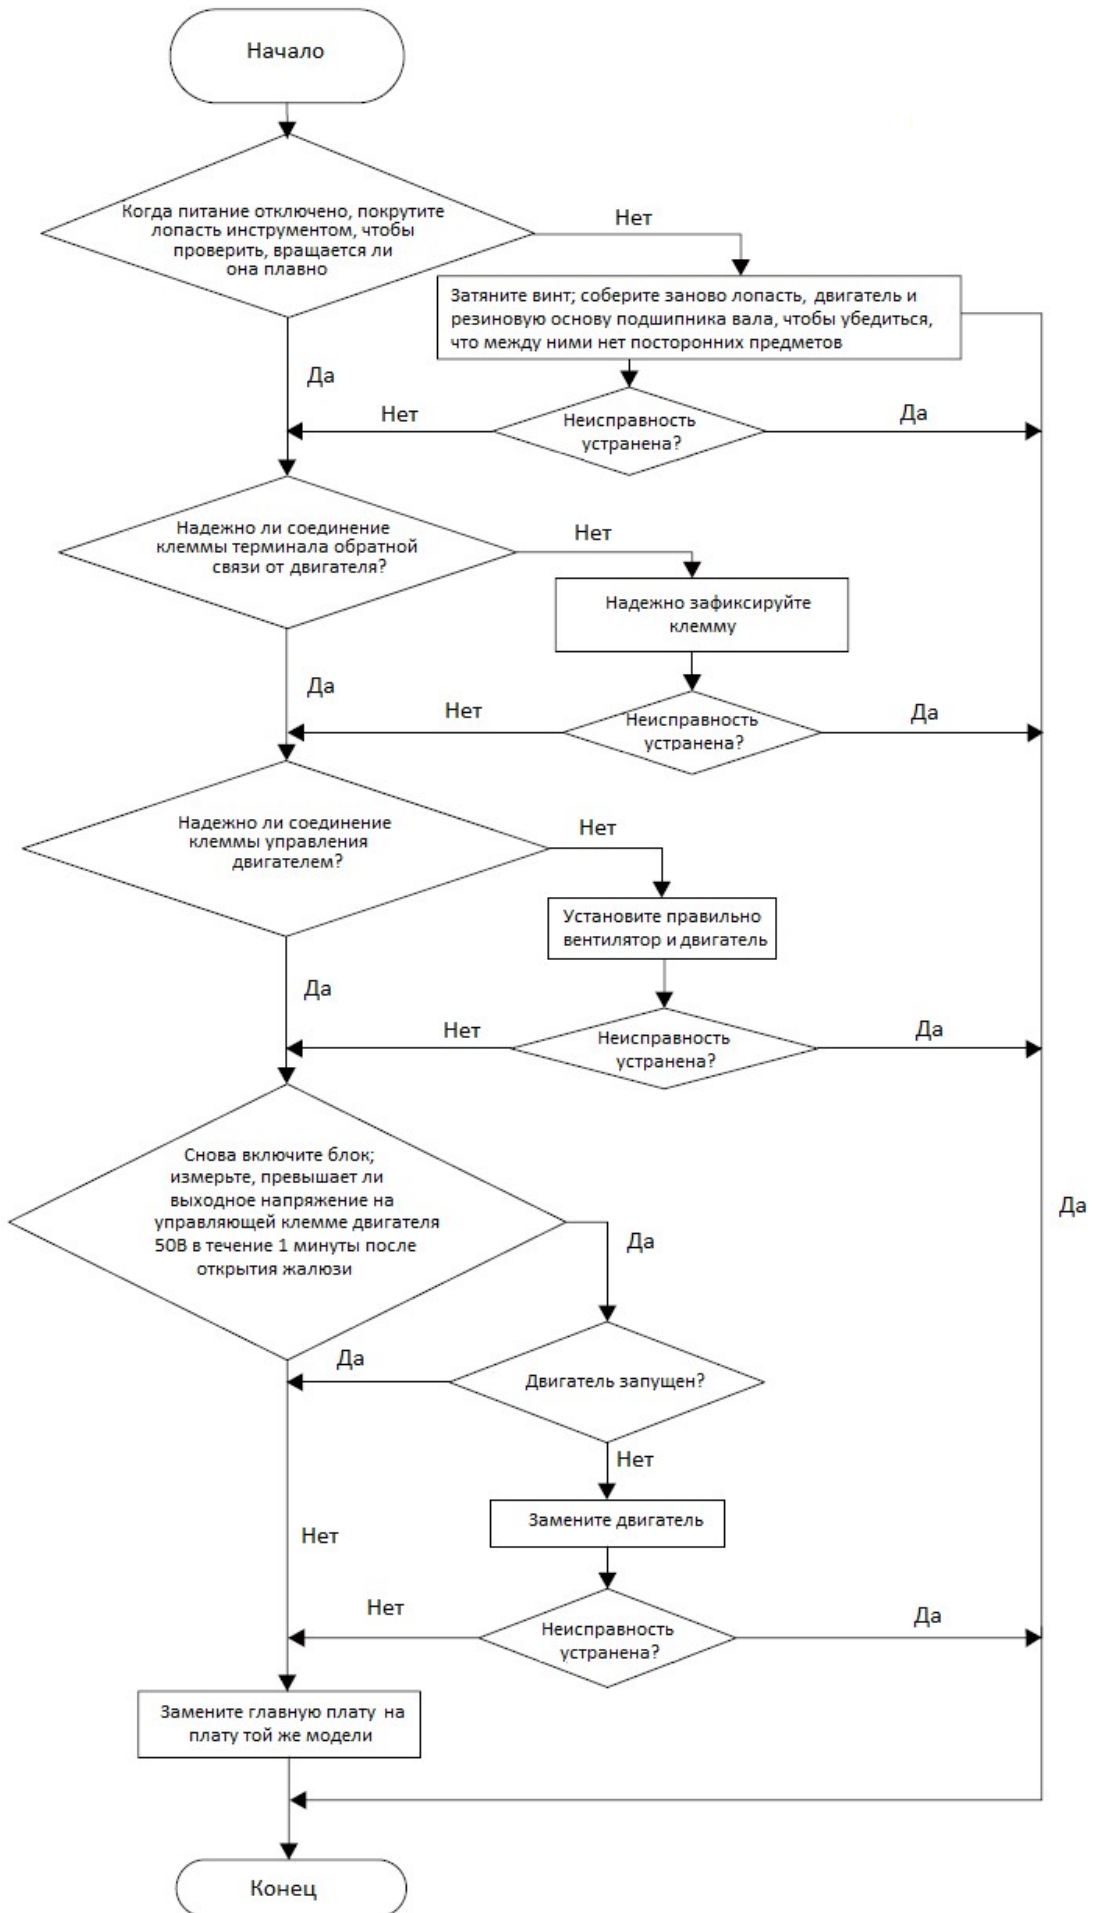 Начало
Когда питание отключено, покрутите
лопасть инструментом, чтобы
проверить, вращается ли
она плавно
Нет
Затяните винт; соберите заново лопасть, двигатель и
резиновую основу подшипника вала, чтобы убедиться,
что между ними нет посторонних предметов
Да
Нет
Неисправность
устранена?
Да
Надежно ли соединение
клеммы терминала обратной
связи от двигателя?
Нет
Надежно зафиксируйте
клемму
Да
Нет
Неисправность
устранена?
Да
Надежно ли соединение
клеммы управления
двигателем?
Нет
Установите правильно
вентилятор и двигатель
Да
Нет
Неисправность
устранена?
Да
Снова включите блок;
измерьте, превышает ли
выходное напряжение на
управляющей клемме двигателя
50В в течение 1 минуты после
открытия жалюзи
Да
Да
Да
Двигатель запущен?
Нет
Замените двигатель
Нет
Нет
Неисправность
устранена?
Да
Замените главную плату на
плату той же модели
Конец